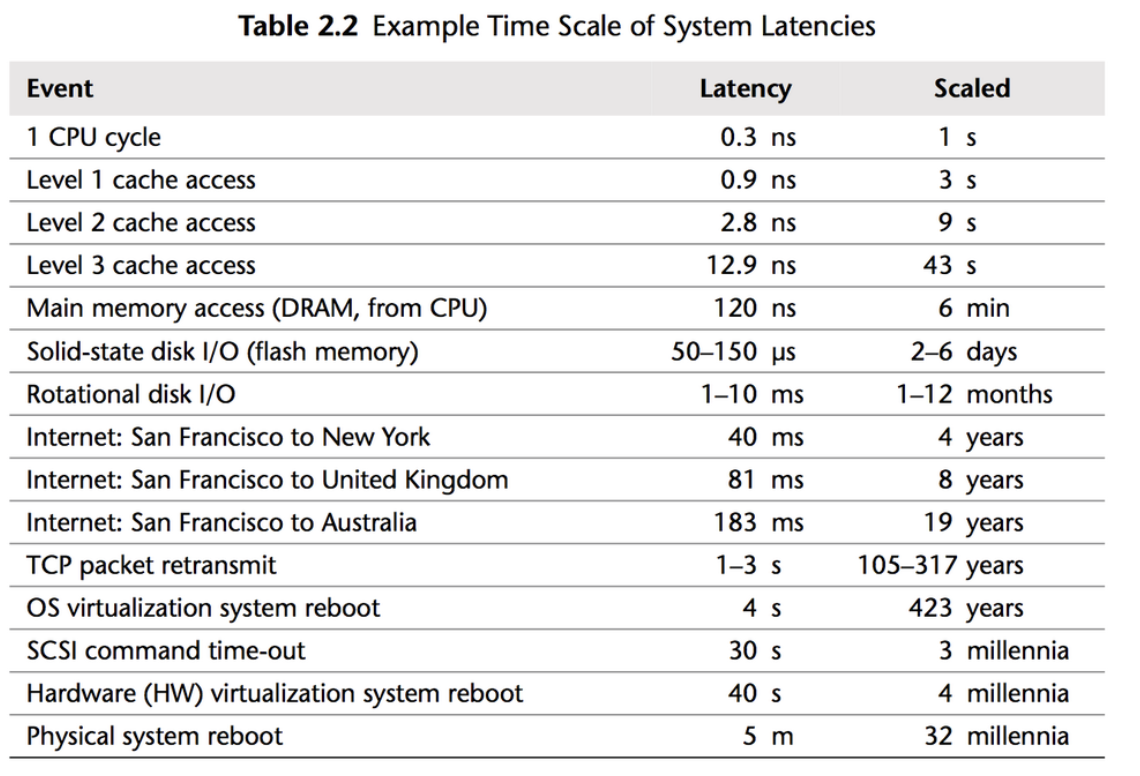 Table 2.2 Example Time Scale of System Latencies
Event Latency Scaled
1 CPU cycle 0.3 ns 1 s
Level 1 cache access 0.9 ns 3 s
Level 2 cache access 2.8 ns 9 s
Level 3 cache access 12.9 ns 43 s
Main memory access (DRAM, from CPU) 120 ns 6 min
Solid-state disk I/O (flash memory) 50–150 μs 2–6 days
Rotational disk I/O 1–10 ms 1–12 months
Internet: San Francisco to New York 40 ms 4 years
Internet: San Francisco to United Kingdom 81 ms 8 years
Internet: San Francisco to Australia 183 ms 19 years
TCP packet retransmit 1–3 s 105–317 years
OS virtualization system reboot 4 s 423 years
SCSI command time-out 30 s 3 millennia
Hardware (HW) virtualization system reboot 40 s 4 millennia
Physical system reboot 5 m 32 millennia